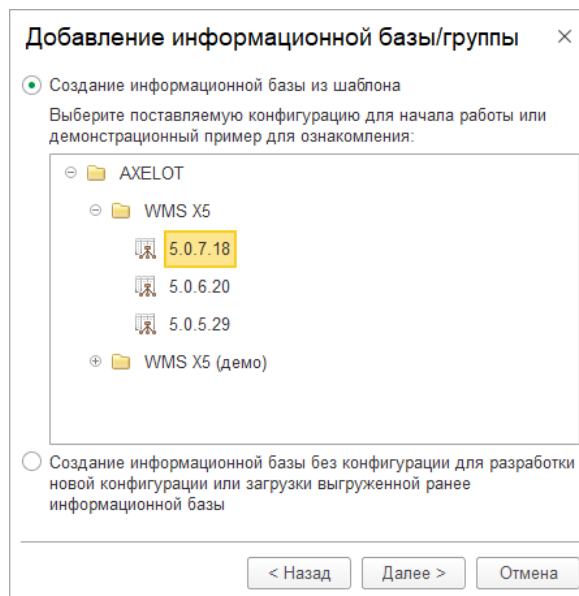 Добавление информационной базы/группы
Создание информационной базы из шаблона
Выберите поставляемую конфигурацию для начала работы или
демонстрационный пример для ознакомления:
AXELOT
WMS X5
5.0.7.18
5.0.6.20
5.0.5.29
WMS X5 (демо)
Создание информационной базы без конфигурации для разработки
новой конфигурации или загрузки выгруженной ранее
информационной базы
< Назад Далее > Отмена